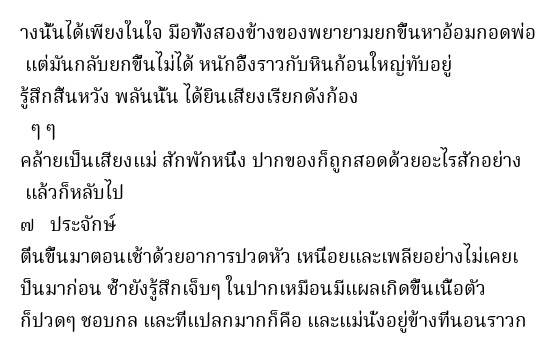 างนั้นได้เพียงในใจ มือทั้งสองข้างของพยายามยกขึ้นหาอ้อมกอดพ่อ
แต่มันกลับยกขึ้นไม่ได้ หนักอึ้งราวกับหินก้อนใหญ่ทับอยู่
รู้สึกสิ้นหวัง พลันนั้น ได้ยินเสียงเรียกดังก้อง
ๆ ๆ
คล้ายเป็นเสียงแม่ สักพักหนึ่ง ปากของก็ถูกสอดด้วยอะไรสักอย่าง
แล้วก็หลับไป
๗ ประจักษ์
ตื่นขึ้นมาตอนเช้าด้วยอาการปวดหัว เหนื่อยและเพลียอย่างไม่เคยเ
ป็นมาก่อน ซ้ำยังรู้สึกเจ็บๆ ในปากเหมือนมีแผลเกิดขึ้นเนื้อตัว
ก็ปวดๆ ชอบกล และที่แปลกมากก็คือ และแม่นั่งอยู่ข้างที่นอนราวก